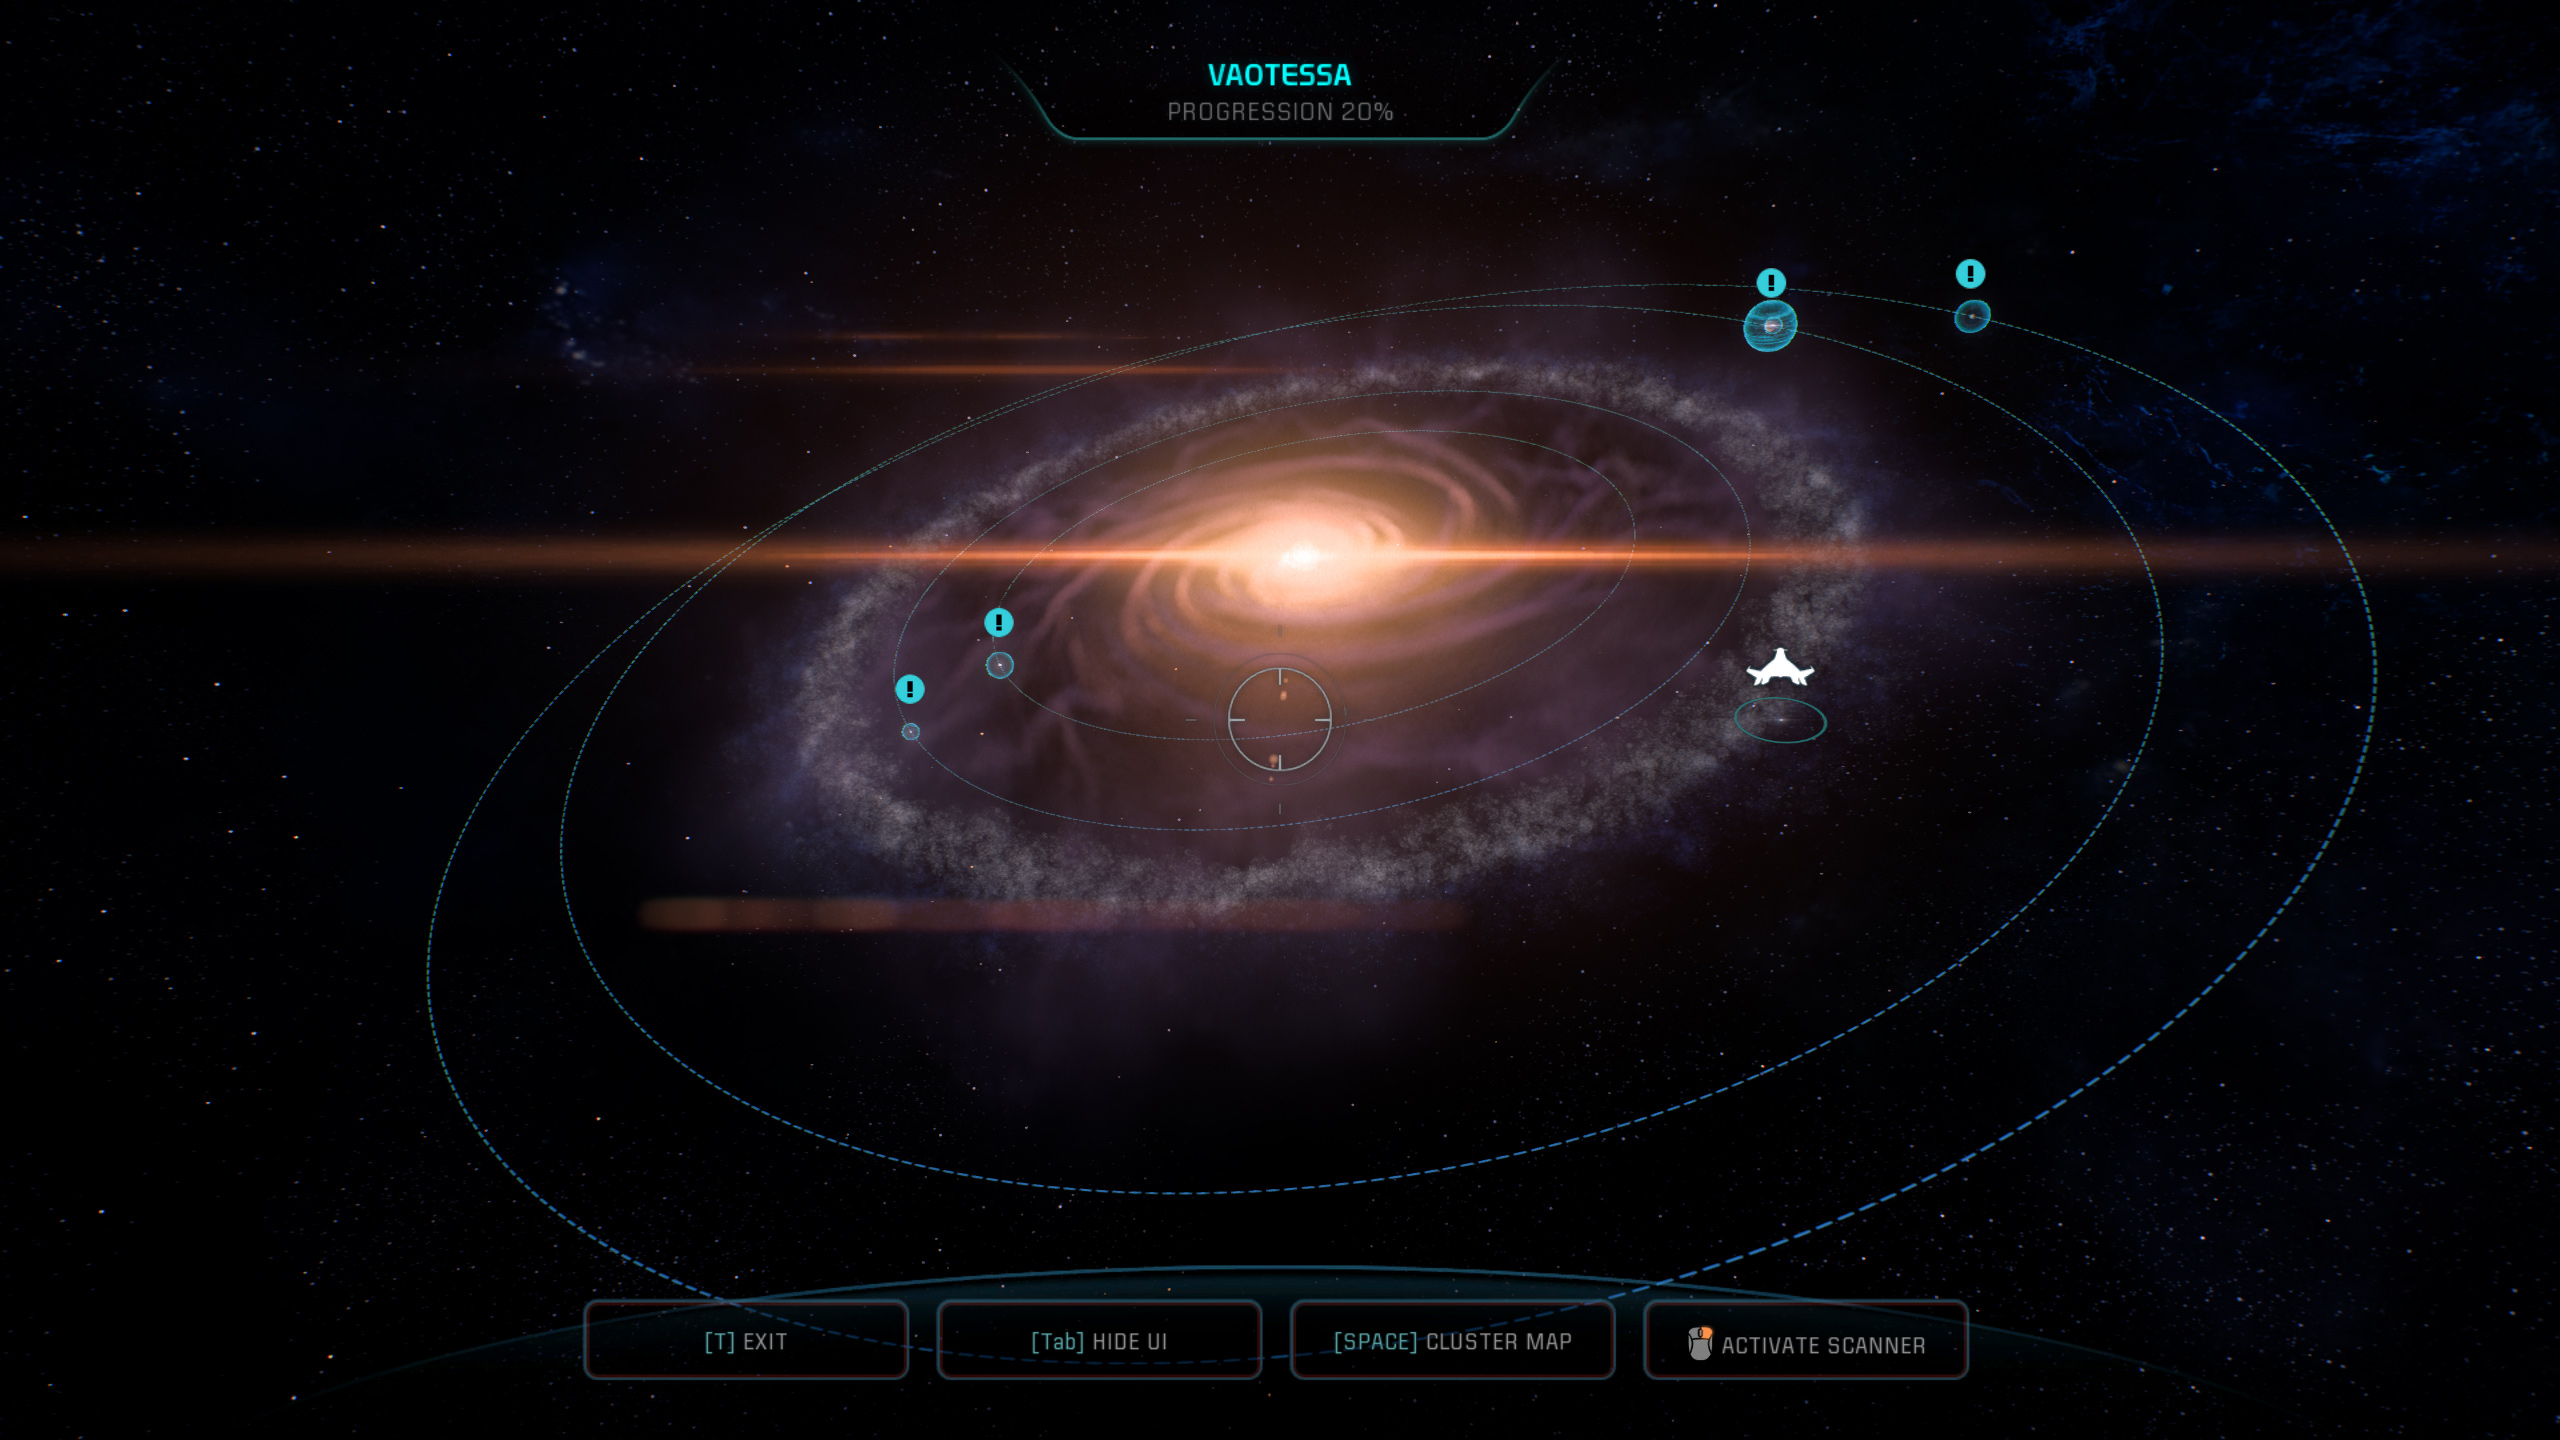 VAOTESSA
PROGRESSION 20%
!
!
!
!
[T] EXIT
[Tab] HIDE UI
[SPACE] CLUSTER MAP
ACTIVATE SCANNER